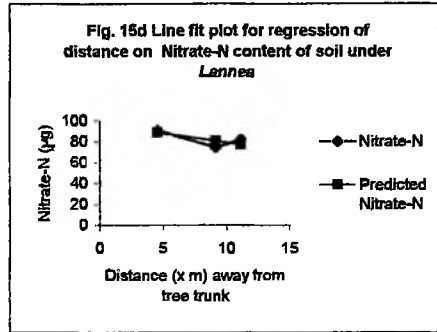 Fig. 15d Line fit plot for regression of
distance on Nitrate-N content of soil under
Lannea
Nitrate-N (µg)
100
80
60
40
20
0
0
5
10
15
Distance (x m) away from
tree trunk
Nitrate-N
Predicted
Nitrate-N